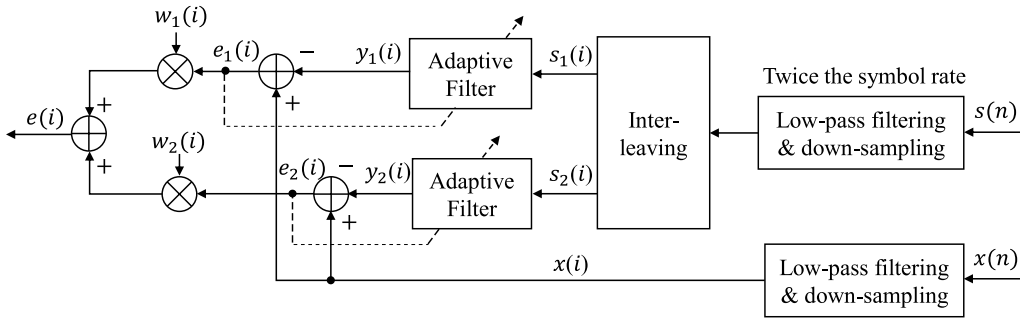 w₁(i)
e₁(i)
−
y₁(i)
Adaptive
Filter
s₁(i)
Twice the symbol rate
+
+
e(i)
+
w₂(i)
Inter-
leaving
Low-pass filtering
& down-sampling
s(n)
e₂(i)
−
y₂(i)
Adaptive
Filter
s₂(i)
+
x(i)
Low-pass filtering
& down-sampling
x(n)